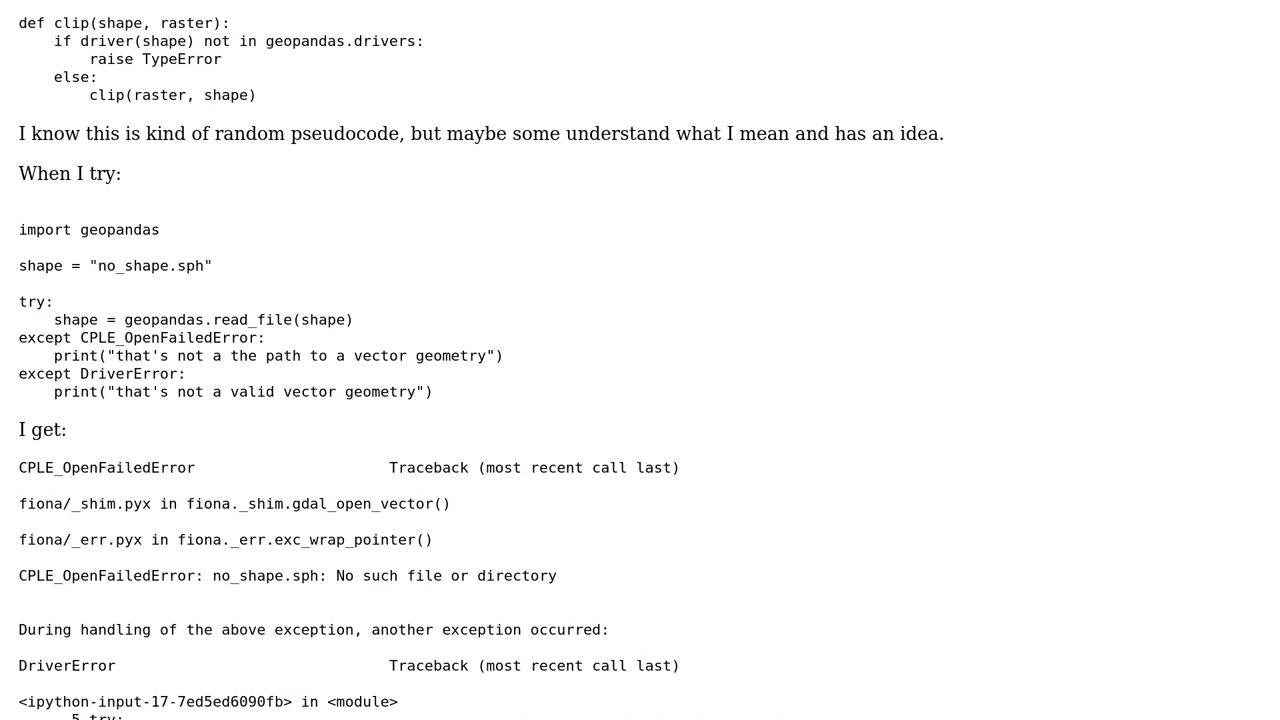 def clip(shape, raster):
    if driver(shape) not in geopandas.drivers:
        raise TypeError
    else:
        clip(raster, shape)
I know this is kind of random pseudocode, but maybe some understand what I mean and has an idea.
When I try:
import geopandas
shape = "no_shape.sph"
try:
    shape = geopandas.read_file(shape)
except CPLE_OpenFailedError:
    print("that's not a the path to a vector geometry")
except DriverError:
    print("that's not a valid vector geometry")
I get:
CPLE_OpenFailedError                      Traceback (most recent call last)
fiona/_shim.pyx in fiona._shim.gdal_open_vector()
fiona/_err.pyx in fiona._err.exc_wrap_pointer()
CPLE_OpenFailedError: no_shape.sph: No such file or directory
During handling of the above exception, another exception occurred:
DriverError                               Traceback (most recent call last)
<ipython-input-17-7ed5ed6090fb> in <module>
      5 try: